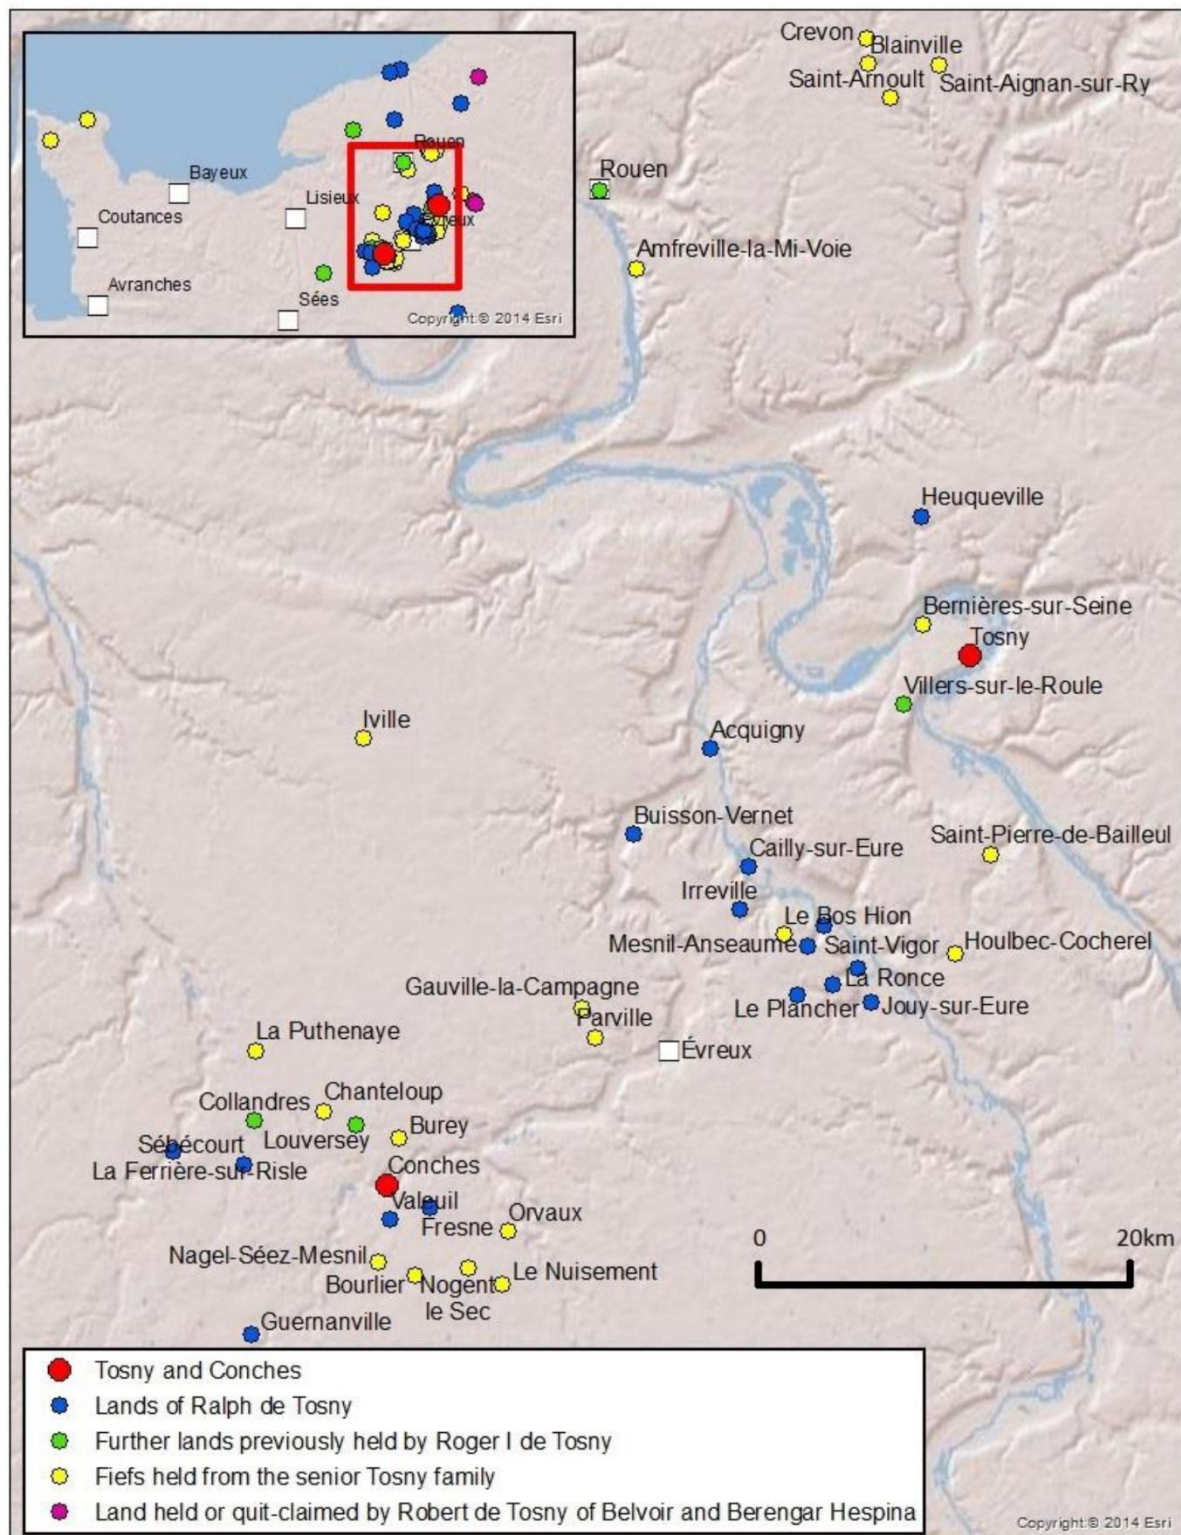 Crevon
Blainville
Saint-Arnoult
Saint-Aignan-sur-Ry
Rouen
Bayeux
Lisieux
Coutances
Évreux
Avranches
Sées
Copyright:© 2014 Esri
Rouen
Amfreville-la-Mi-Voie
Heuqueville
Bernières-sur-Seine
Tosny
Villers-sur-le-Roule
Iville
Acquigny
Buisson-Vernet
Saint-Pierre-de-Bailleul
Cailly-sur-Eure
Irreville
Le Bos Hion
Mesnil-Anseaume
Saint-Vigor
Houlbec-Cocherel
La Ronce
Gauville-la-Campagne
Le Plancher
Jouy-sur-Eure
Parville
La Puthenaye
Évreux
Chanteloup
Collandres
Louversey
Burey
Sébécourt
La Ferrière-sur-Risle
Conches
Valeuil
Fresne
Orvaux
0
20km
Nagel-Séez-Mesnil
Bourlier
Nogent
le Sec
Le Nuisement
Guernanville
Tosny and Conches
Lands of Ralph de Tosny
Further lands previously held by Roger I de Tosny
Fiefs held from the senior Tosny family
Land held or quit-claimed by Robert de Tosny of Belvoir and Berengar Hespina
Copyright:© 2014 Esri